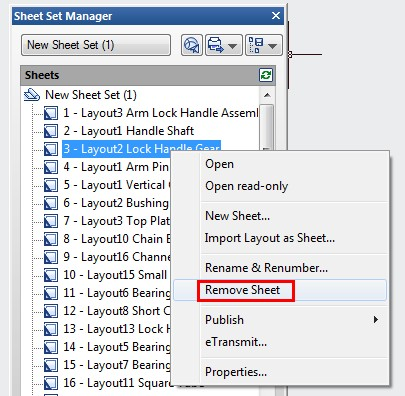 Sheet Set Manager
New Sheet Set (1)
Sheets
New Sheet Set (1)
1 - Layout3 Arm Lock Handle Assem
2 - Layout1 Handle Shaft
3 - Layout2 Lock Handle Gear
4 - Layout1 Arm Pin
5 - Layout1 Vertical
6 - Layout2 Bushing
7 - Layout3 Top Plat
8 - Layout10 Chain
9 - Layout16 Channe
10 - Layout15 Small
11 - Layout6 Bearing
12 - Layout8 Short C
13 - Layout13 Lock H
14 - Layout5 Bearing
15 - Layout7 Bearing
16 - Layout11 Square
Open
Open read-only
New Sheet...
Import Layout as Sheet...
Rename & Renumber...
Remove Sheet
Publish
eTransmit...
Properties...